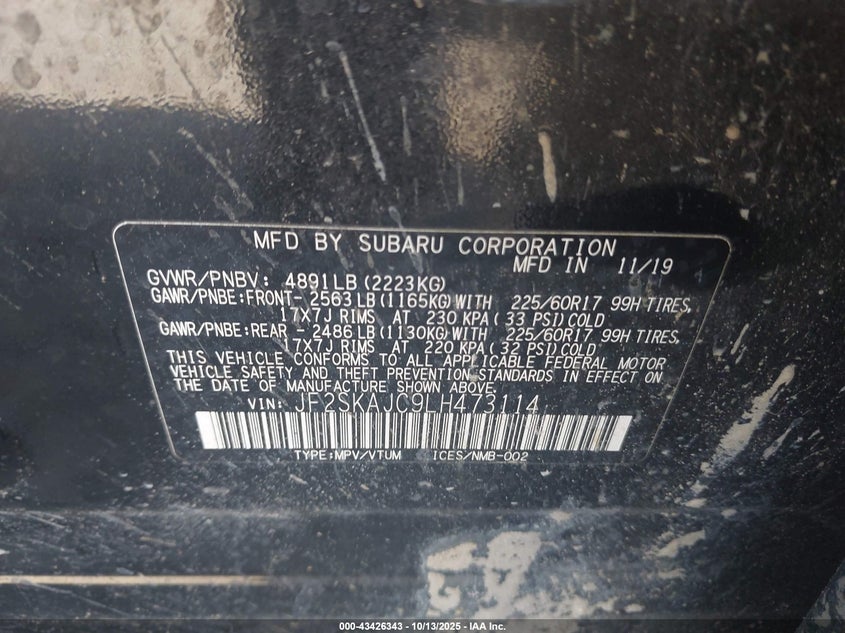 MFD BY SUBARU CORPORATION
MFD IN 11/19
GVWR/PNBV: 4891LB(2223KG)
GAWR/PNBE:FRONT- 2563LB(1165KG)WITH 225/60R17 99H TIRES,
17X7J RIMS AT 230 KPA( 33 PSI)COLD
GAWR/PNBE:REAR - 2486LB(1130KG)WITH 225/60R17 99H TIRES,
17X7J RIMS AT 220 KPA( 32 PSI)COLD
THIS VEHICLE CONFORMS TO ALL APPLICABLE FEDERAL MOTOR
VEHICLE SAFETY AND THEFT PREVENTION STANDARDS IN EFFECT ON
THE DATE OF MANUFACTURE SHOWN ABOVE.
VIN: JF2SKAJC9LH473114
TYPE:MPV/VTUM ICES/NMB-002
000-43426343 - 10/13/2025 - IAA Inc.